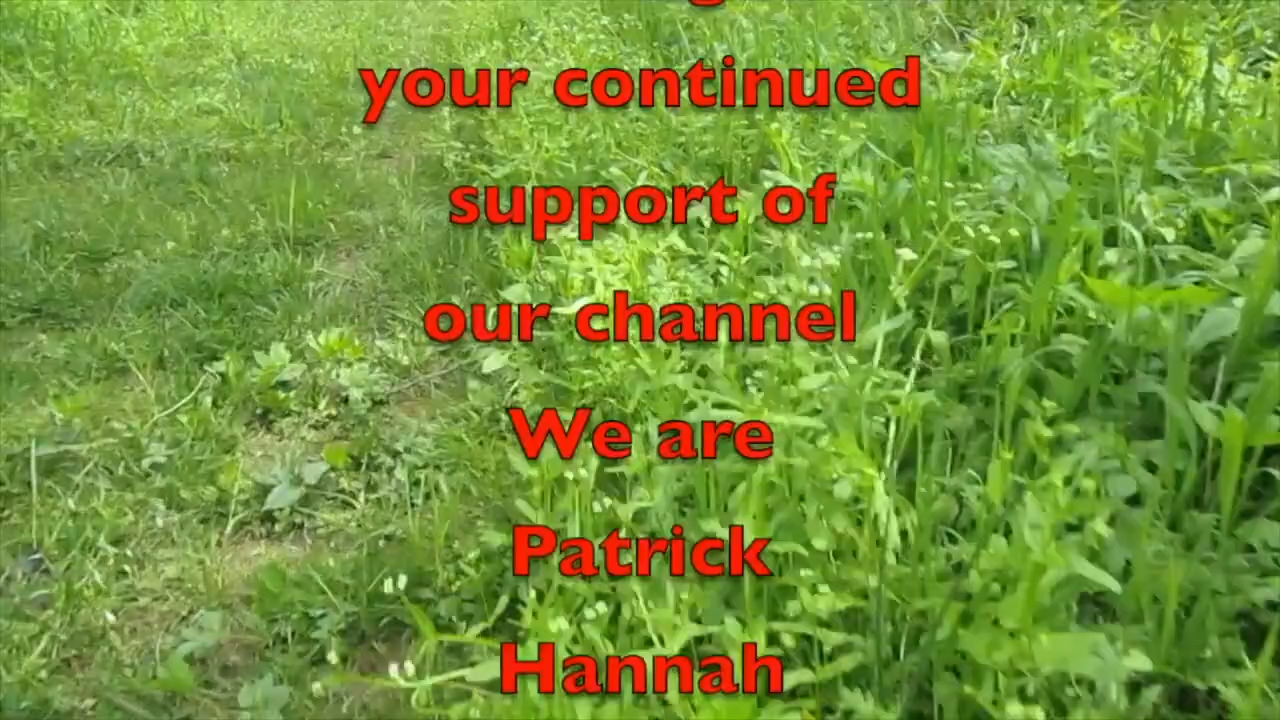 your continued
support of
our channel
We are
Patrick
Hannah